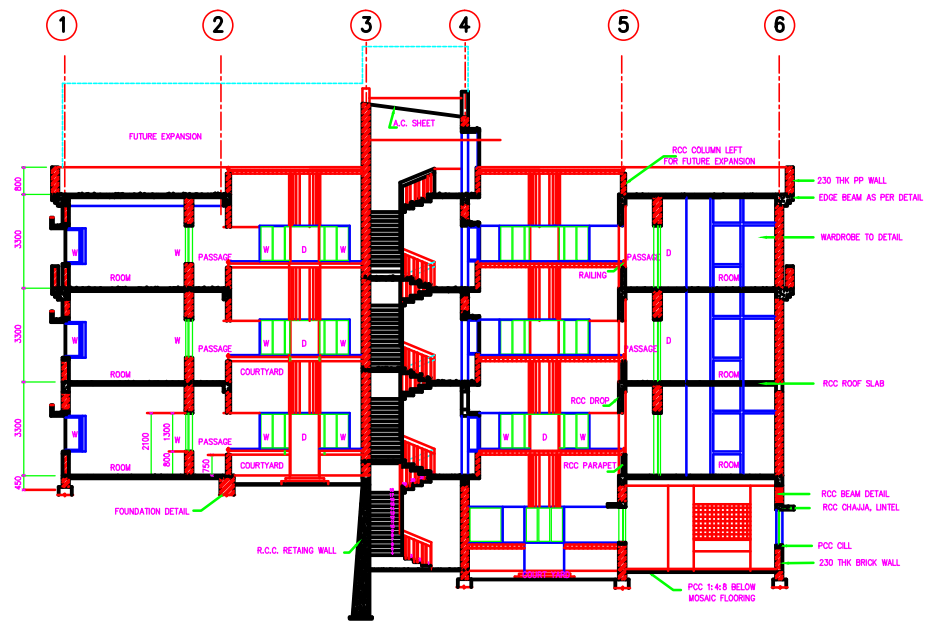 1 2 3 4 5 6
A.C. SHEET
FUTURE EXPANSION
RCC COLUMN LEFT
FOR FUTURE EXPANSION
800
230 THK PP WALL
EDGE BEAM AS PER DETAIL
3300
W
W
W D W
PASSAGE
PASSAGE
D
WARDROBE TO DETAIL
ROOM
RAILING
ROOM
3300
W
W
PASSAGE
W D W
PASSAGE
D
ROOM
COURTYARD
ROOM
RCC ROOF SLAB
RCC DROP
3300
W
2100
1300
800
W
PASSAGE
750
W D W
W D W
ROOM
COURTYARD
RCC PARAPET
ROOM
450
RCC BEAM DETAIL
RCC CHAJJA, LINTEL
FOUNDATION DETAIL
R.C.C. RETAING WALL
PCC CILL
230 THK BRICK WALL
PCC 1:4:8 BELOW
MOSAIC FLOORING